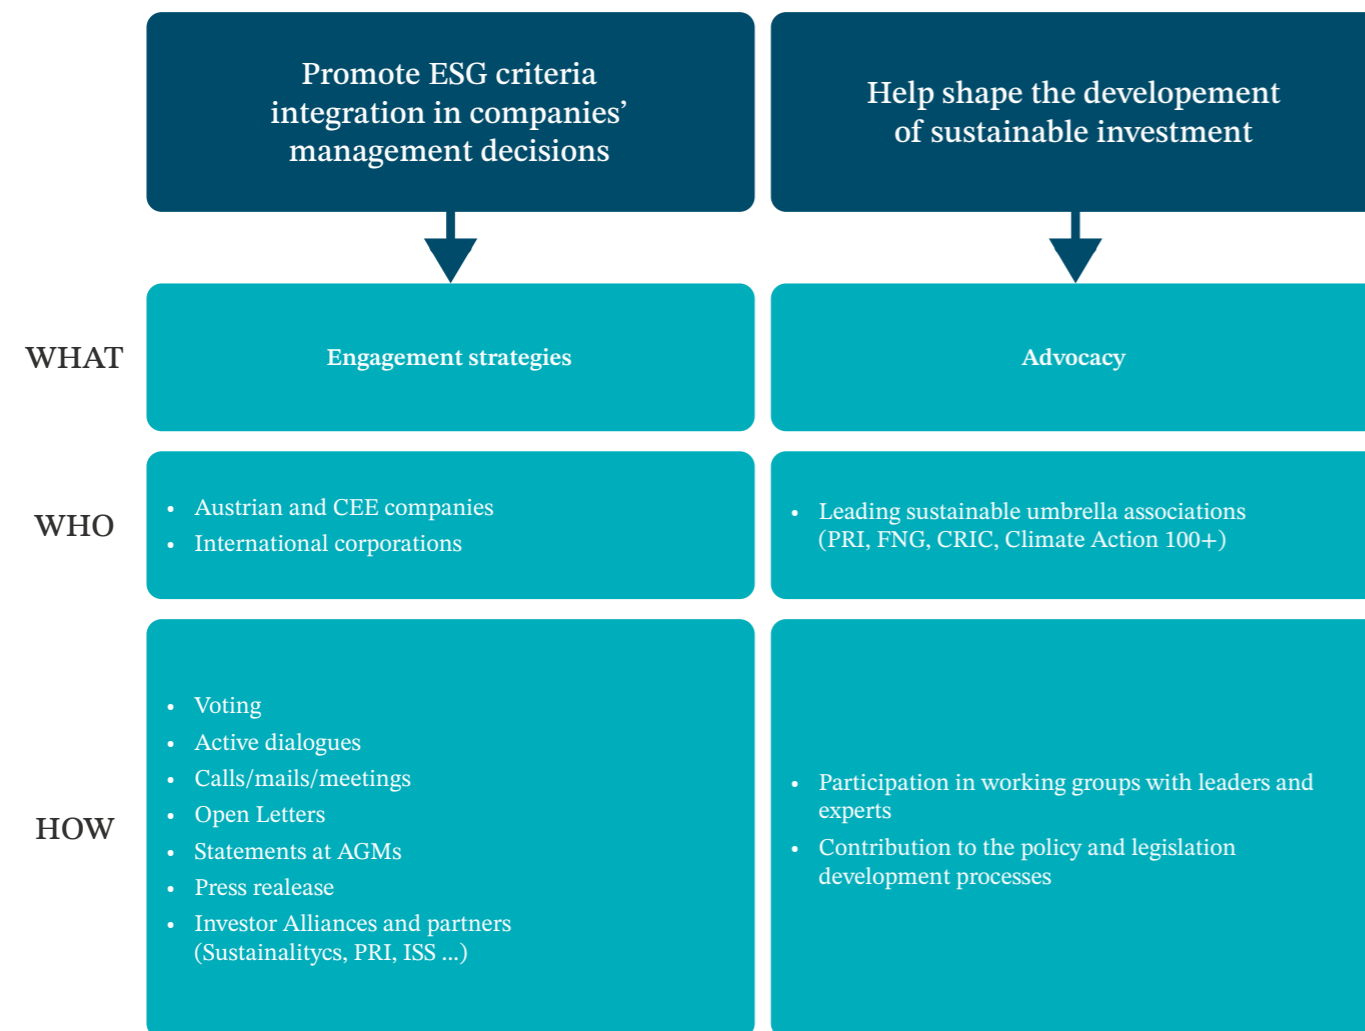 Promote ESG criteria
integration in companies’
management decisions
Help shape the developement
of sustainable investment
WHAT
Engagement strategies
Advocacy
WHO
• Austrian and CEE companies
• International corporations
• Leading sustainable umbrella associations
(PRI, FNG, CRIC, Climate Action 100+)
HOW
• Voting
• Active dialogues
• Calls/mails/meetings
• Open Letters
• Statements at AGMs
• Press realease
• Investor Alliances and partners
(Sustainalitycs, PRI, ISS ...)
• Participation in working groups with leaders and
experts
• Contribution to the policy and legislation
development processes